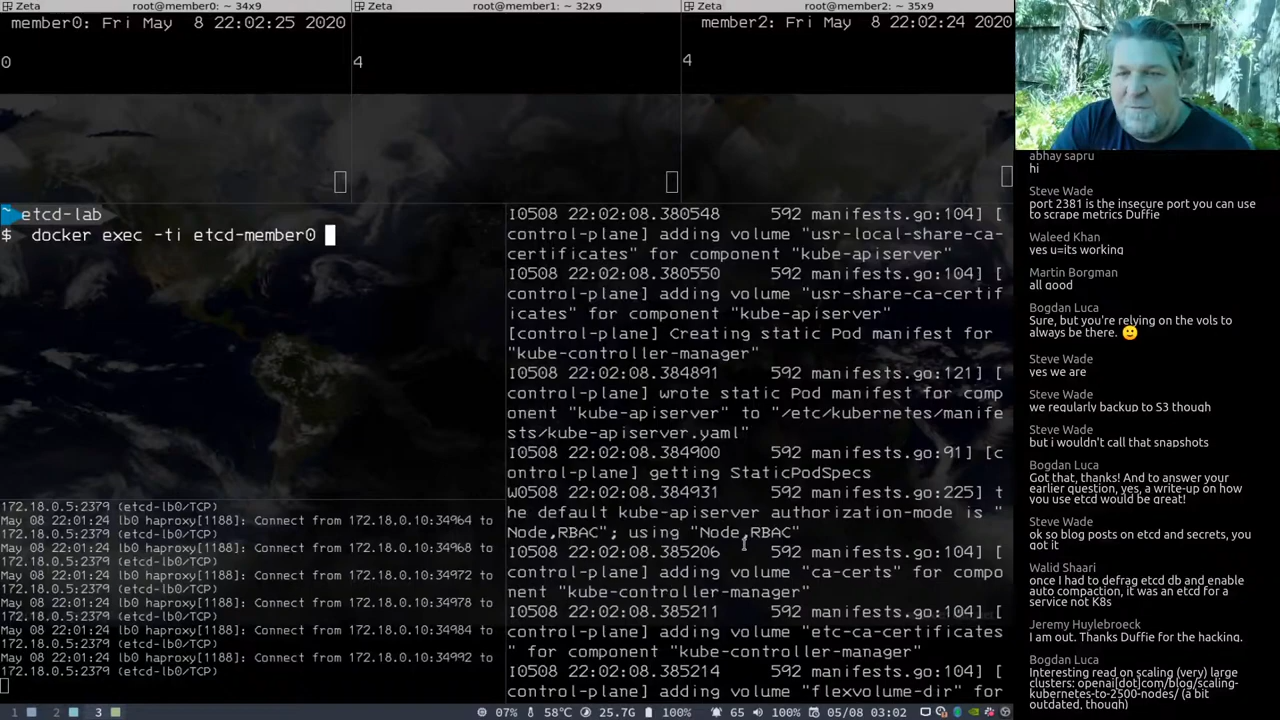 Zeta root@member0: ~ 34x9
Zeta root@member1: ~ 32x9
Zeta root@member2: ~ 35x9
member0: Fri May 8 22:02:25 2020
member2: Fri May 8 22:02:24 2020
0
4
4
~ etcd-lab
$ docker exec -ti etcd-member0
172.18.0.5:2379 (etcd-lb0/TCP)
May 08 22:01:24 lb0 haproxy[1188]: Connect from 172.18.0.10:34964 to
172.18.0.5:2379 (etcd-lb0/TCP)
May 08 22:01:24 lb0 haproxy[1188]: Connect from 172.18.0.10:34968 to
172.18.0.5:2379 (etcd-lb0/TCP)
May 08 22:01:24 lb0 haproxy[1188]: Connect from 172.18.0.10:34972 to
172.18.0.5:2379 (etcd-lb0/TCP)
May 08 22:01:24 lb0 haproxy[1188]: Connect from 172.18.0.10:34978 to
172.18.0.5:2379 (etcd-lb0/TCP)
May 08 22:01:24 lb0 haproxy[1188]: Connect from 172.18.0.10:34984 to
172.18.0.5:2379 (etcd-lb0/TCP)
May 08 22:01:24 lb0 haproxy[1188]: Connect from 172.18.0.10:34992 to
172.18.0.5:2379 (etcd-lb0/TCP)
I0508 22:02:08.380548 592 manifests.go:104] [
control-plane] adding volume "usr-local-share-ca-
certificates" for component "kube-apiserver"
I0508 22:02:08.380550 592 manifests.go:104] [
control-plane] adding volume "usr-share-ca-certif
icates" for component "kube-apiserver"
[control-plane] Creating static Pod manifest for
"kube-controller-manager"
I0508 22:02:08.384891 592 manifests.go:121] [
control-plane] wrote static Pod manifest for comp
onent "kube-apiserver" to "/etc/kubernetes/manife
sts/kube-apiserver.yaml"
I0508 22:02:08.384900 592 manifests.go:91] [c
ontrol-plane] getting StaticPodSpecs
W0508 22:02:08.384931 592 manifests.go:225] t
he default kube-apiserver authorization-mode is "
Node,RBAC"; using "Node,RBAC"
I0508 22:02:08.385206 592 manifests.go:104] [
control-plane] adding volume "ca-certs" for compo
nent "kube-controller-manager"
I0508 22:02:08.385211 592 manifests.go:104] [
control-plane] adding volume "etc-ca-certificates
" for component "kube-controller-manager"
I0508 22:02:08.385214 592 manifests.go:104] [
control-plane] adding volume "flexvolume-dir" for
abhay sapru
hi
Steve Wade
port 2381 is the insecure port you can use
to scrape metrics Duffie
Waleed Khan
yes u=its working
Martin Borgman
all good
Bogdan Luca
Sure, but you're relying on the vols to
always be there. 🙂
Steve Wade
yes we are
Steve Wade
we regularly backup to S3 though
Steve Wade
but i wouldn't call that snapshots
Bogdan Luca
Got that, thanks! And to answer your
earlier question, yes, a write-up on how
you use etcd would be great!
Steve Wade
ok so blog posts on etcd and secrets, you
got it
Walid Shaari
once I had to defrag etcd db and enable
auto compaction, it was an etcd for a
service not K8s
Jeremy Huylebroeck
I am out. Thanks Duffie for the hacking.
Bogdan Luca
Interesting read on scaling (very) large
clusters: openai[dot]com/blog/scaling-
kubernetes-to-2500-nodes/ (a bit
outdated, though)
1 2 3 07% 58°C 25.7G 100% 65 100% 05/08 03:02